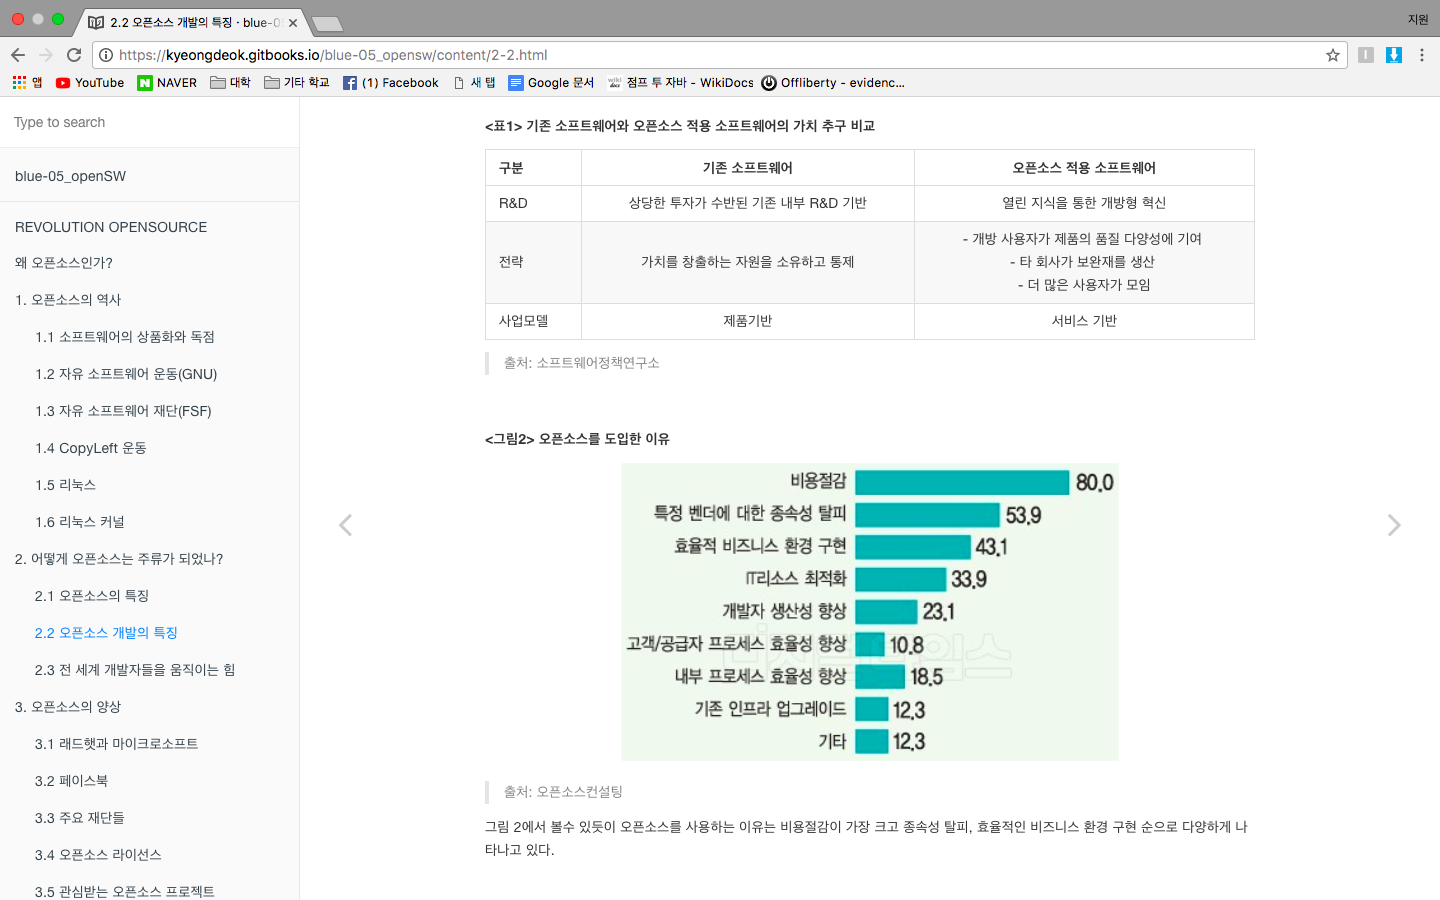 2.2 오픈소스 개발의 특징 · blue-0
지원
https://kyeongdeok.gitbooks.io/blue-05_opensw/content/2-2.html
앱 YouTube NAVER 대학 기타 학교 (1) Facebook 새 탭 Google 문서 점프 투 자바 - WikiDocs Offliberty - evidenc...
Type to search
blue-05_openSW
REVOLUTION OPENSOURCE
왜 오픈소스인가?
1. 오픈소스의 역사
1.1 소프트웨어의 상품화와 독점
1.2 자유 소프트웨어 운동(GNU)
1.3 자유 소프트웨어 재단(FSF)
1.4 CopyLeft 운동
1.5 리눅스
1.6 리눅스 커널
2. 어떻게 오픈소스는 주류가 되었나?
2.1 오픈소스의 특징
2.2 오픈소스 개발의 특징
2.3 전 세계 개발자들을 움직이는 힘
3. 오픈소스의 양상
3.1 래드햇과 마이크로소프트
3.2 페이스북
3.3 주요 재단들
3.4 오픈소스 라이선스
3.5 관심받는 오픈소스 프로젝트
<표1> 기존 소프트웨어와 오픈소스 적용 소프트웨어의 가치 추구 비교
구분 기존 소프트웨어 오픈소스 적용 소프트웨어
R&D 상당한 투자가 수반된 기존 내부 R&D 기반 열린 지식을 통한 개방형 혁신
전략 가치를 창출하는 자원을 소유하고 통제 - 개방 사용자가 제품의 품질 다양성에 기여
- 타 회사가 보완재를 생산
- 더 많은 사용자가 모임
사업모델 제품기반 서비스 기반
출처: 소프트웨어정책연구소
<그림2> 오픈소스를 도입한 이유
비용절감 80.0
특정 벤더에 대한 종속성 탈피 53.9
효율적 비즈니스 환경 구현 43.1
IT리소스 최적화 33.9
개발자 생산성 향상 23.1
고객/공급자 프로세스 효율성 향상 10.8
내부 프로세스 효율성 향상 18.5
기존 인프라 업그레이드 12.3
기타 12.3
출처: 오픈소스컨설팅
그림 2에서 볼수 있듯이 오픈소스를 사용하는 이유는 비용절감이 가장 크고 종속성 탈피, 효율적인 비즈니스 환경 구현 순으로 다양하게 나
타나고 있다.